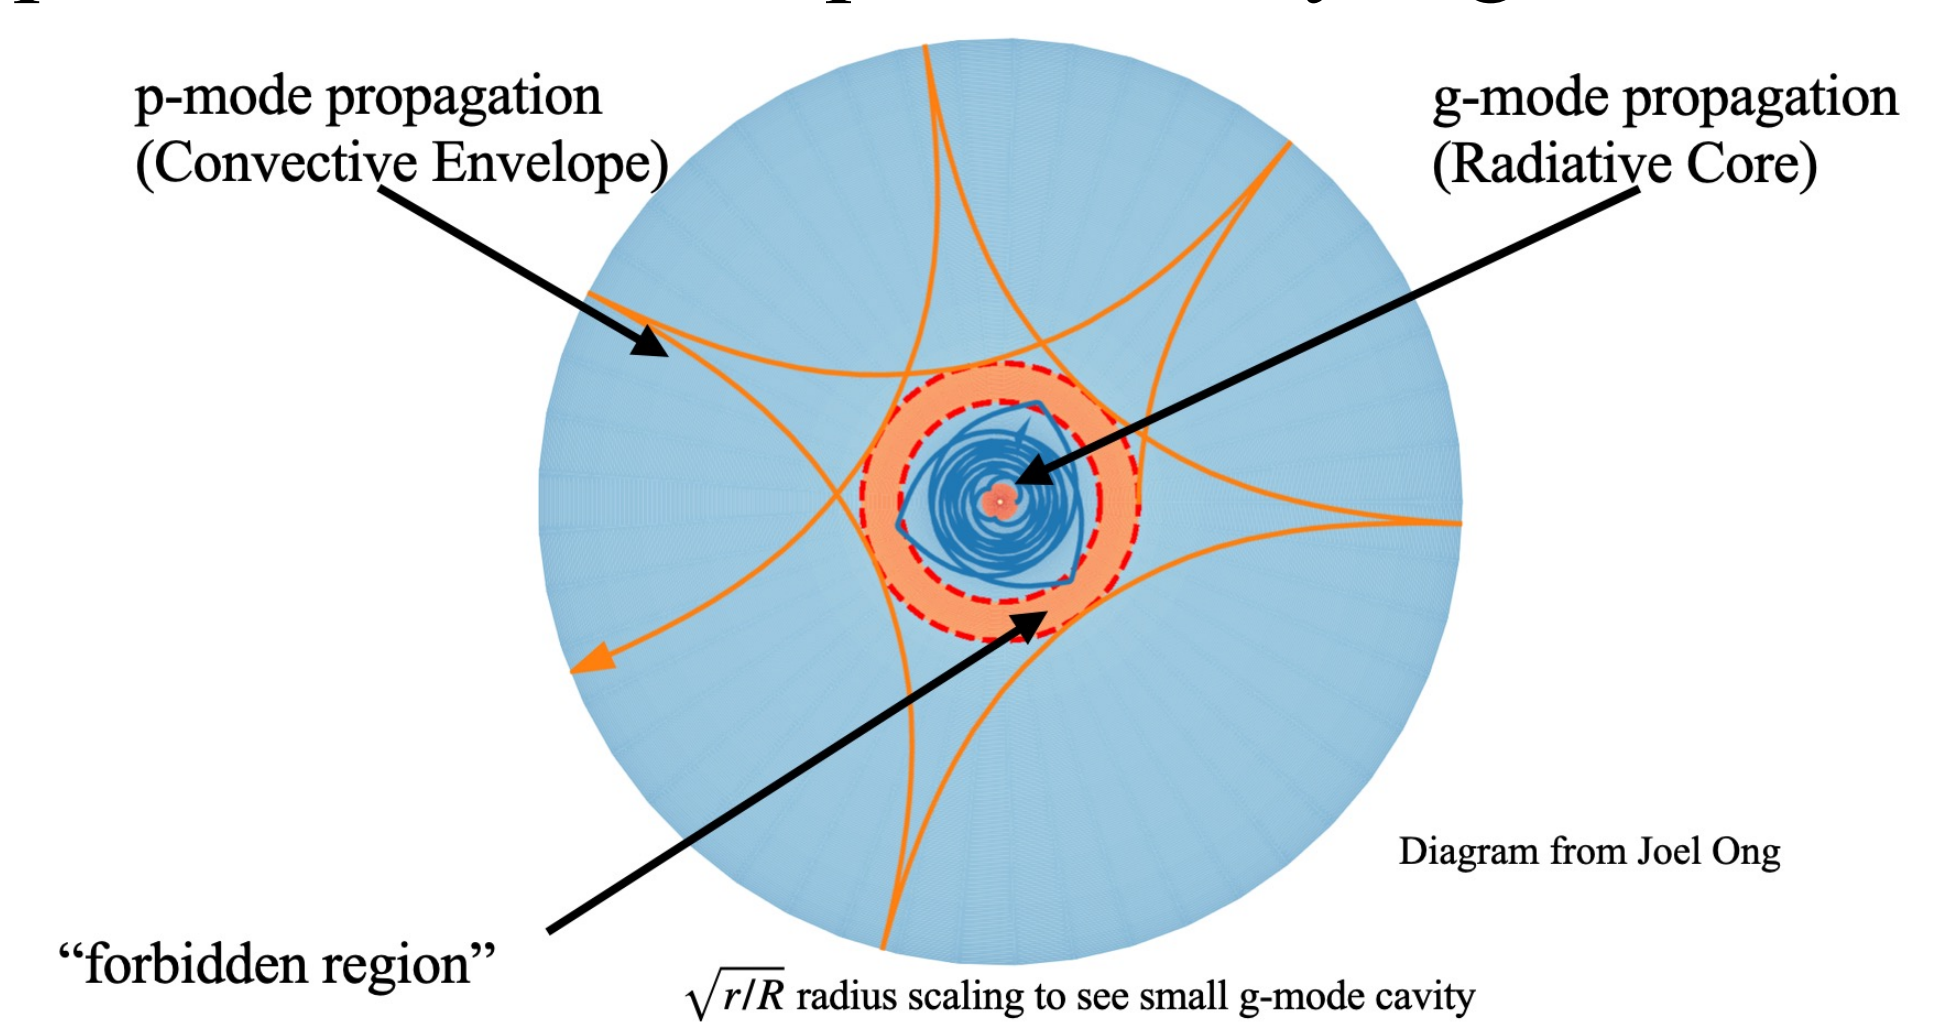 p-mode propagation
(Convective Envelope)
g-mode propagation
(Radiative Core)
Diagram from Joel Ong
“forbidden region”
√r/R radius scaling to see small g-mode cavity